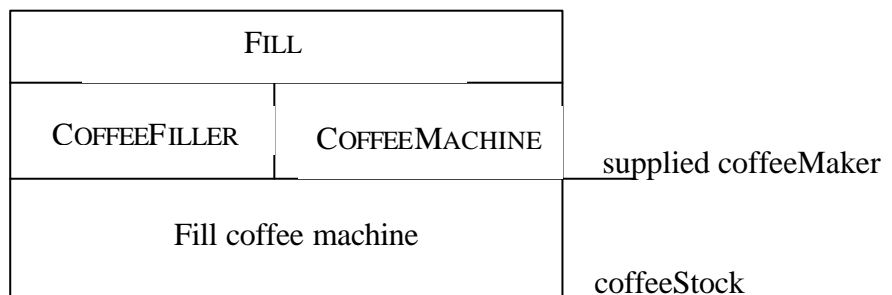 FILL
COFFEEFILLER
COFFEEMACHINE
supplied coffeeMaker
Fill coffee machine
coffeeStock